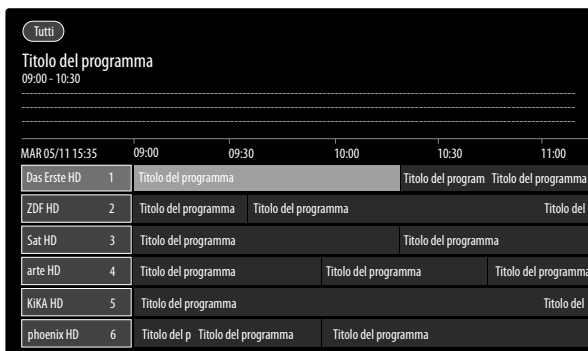 Tutti
Titolo del programma
09:00 - 10:30
MAR 05/11 15:35 09:00 09:30 10:00 10:30 11:00
Das Erste HD 1 Titolo del programma Titolo del program Titolo del programma
ZDF HD 2 Titolo del programma Titolo del programma Titolo del
Sat HD 3 Titolo del programma Titolo del programma
arte HD 4 Titolo del programma Titolo del programma Titolo del programma
KiKA HD 5 Titolo del programma Titolo del
phoenix HD 6 Titolo del p Titolo del programma Titolo del programma